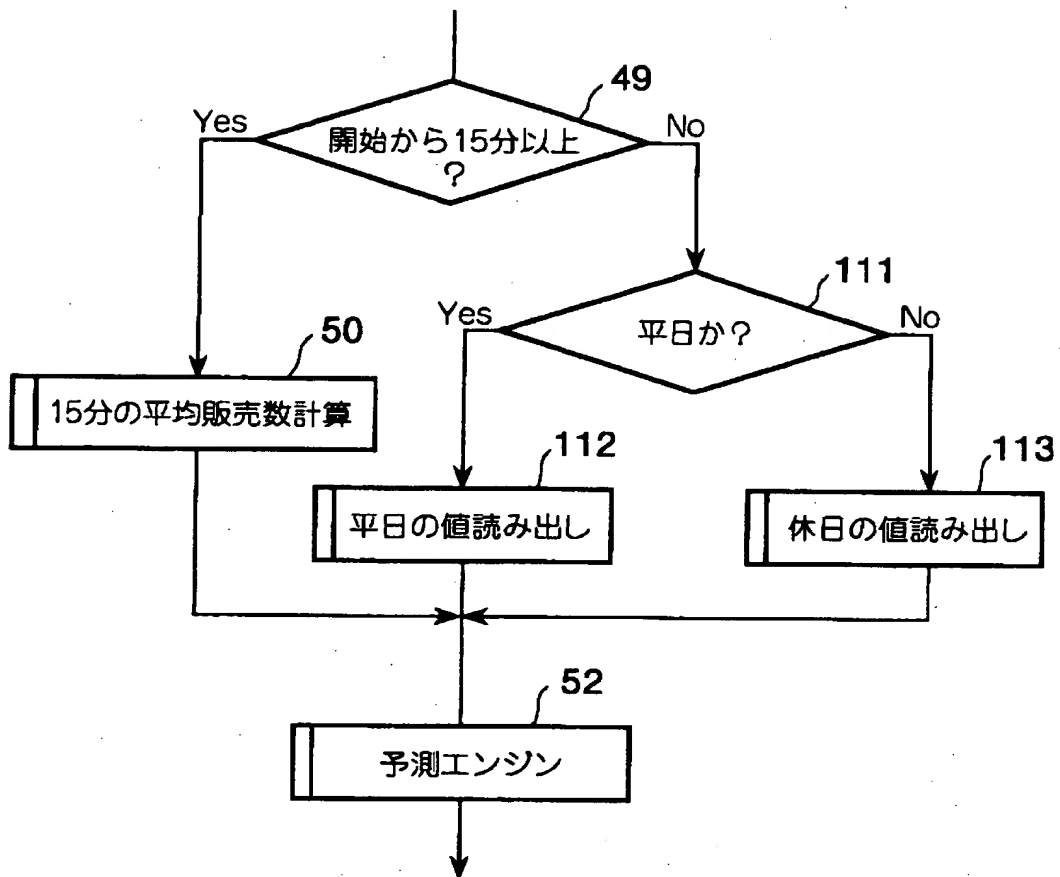 49
Yes
No
開始から15分以上
?
111
Yes
No
平日か?
50
15分の平均販売数計算
112
平日の値読み出し
113
休日の値読み出し
52
予測エンジン